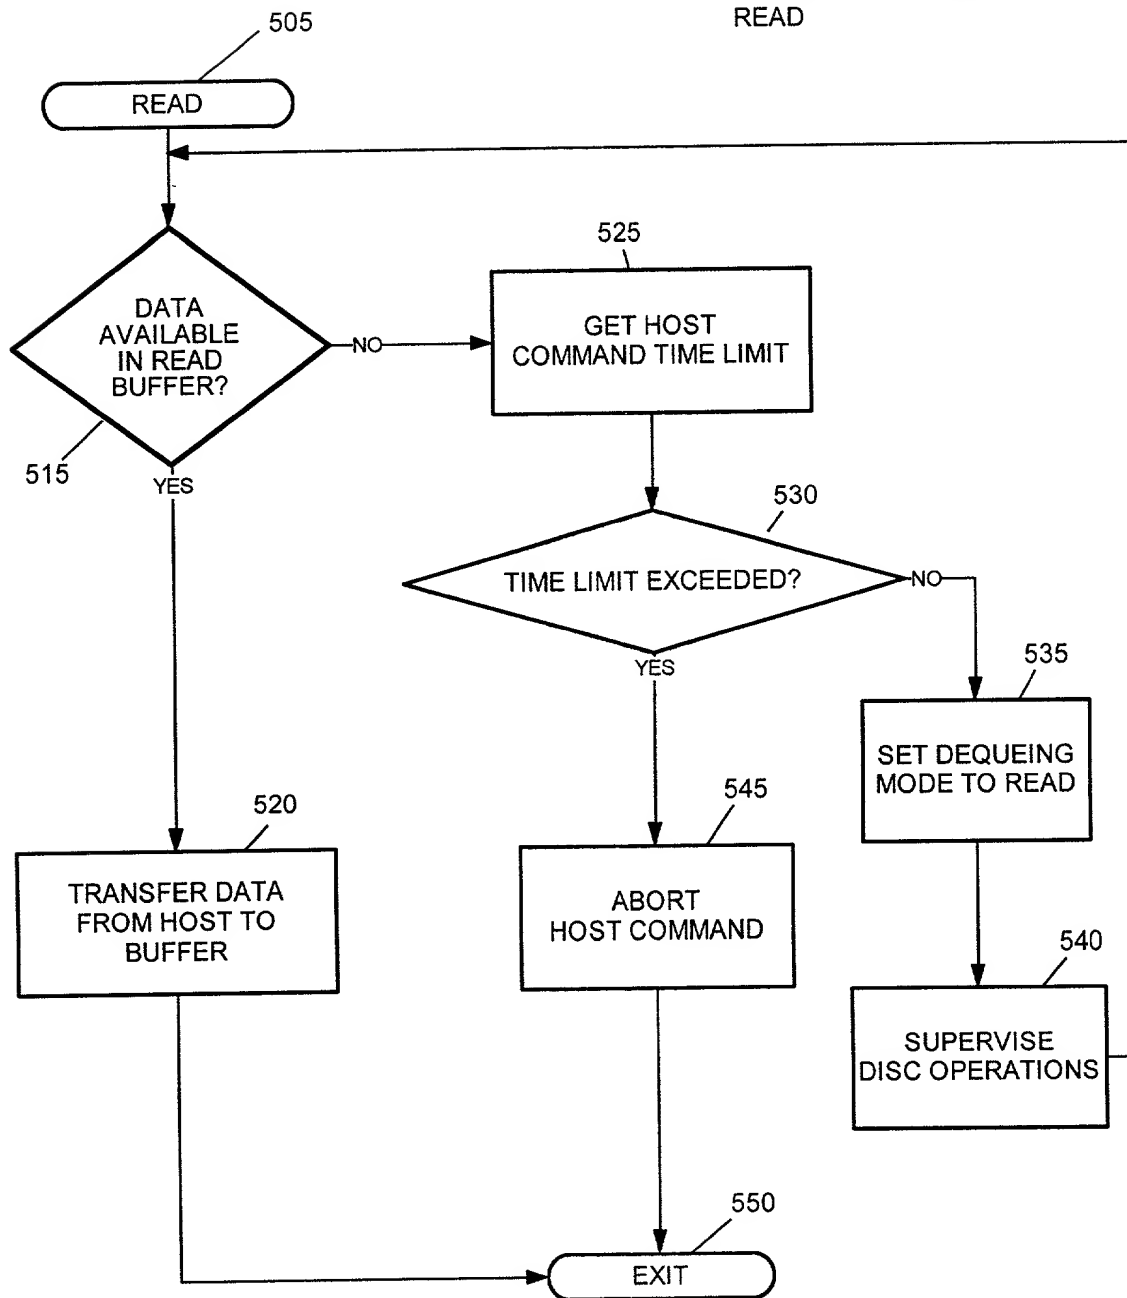 READ
505
READ
525
DATA
AVAILABLE
IN READ
BUFFER?
NO
GET HOST
COMMAND TIME LIMIT
515
YES
530
TIME LIMIT EXCEEDED?
NO
YES
535
SET DEQUEING
MODE TO READ
520
545
TRANSFER DATA
FROM HOST TO
BUFFER
ABORT
HOST COMMAND
540
SUPERVISE
DISC OPERATIONS
550
EXIT